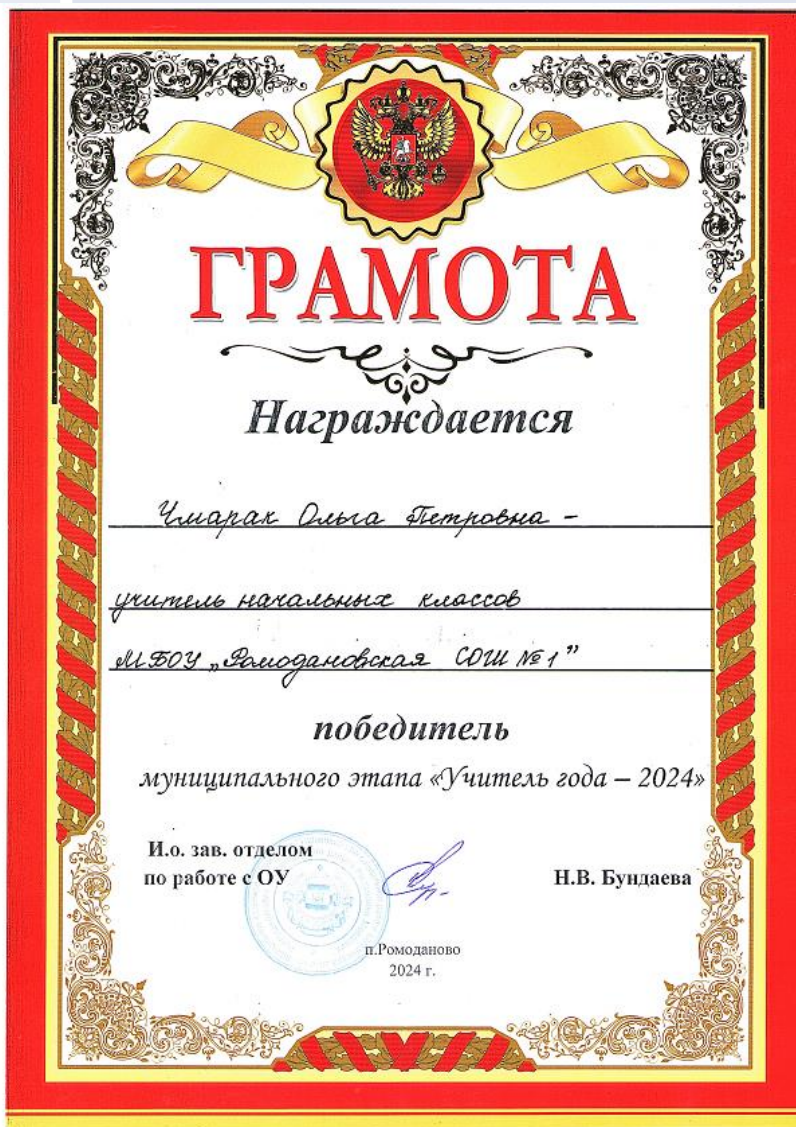 ГРАМОТА
Награждается
Чмарак Ольга Петровна –
учитель начальных классов
МБОУ „Ромодановская СОШ №1”
победитель
муниципального этапа «Учитель года – 2024»
И.о. зав. отделом
по работе с ОУ
Н.В. Бундаева
п.Ромоданово
2024 г.